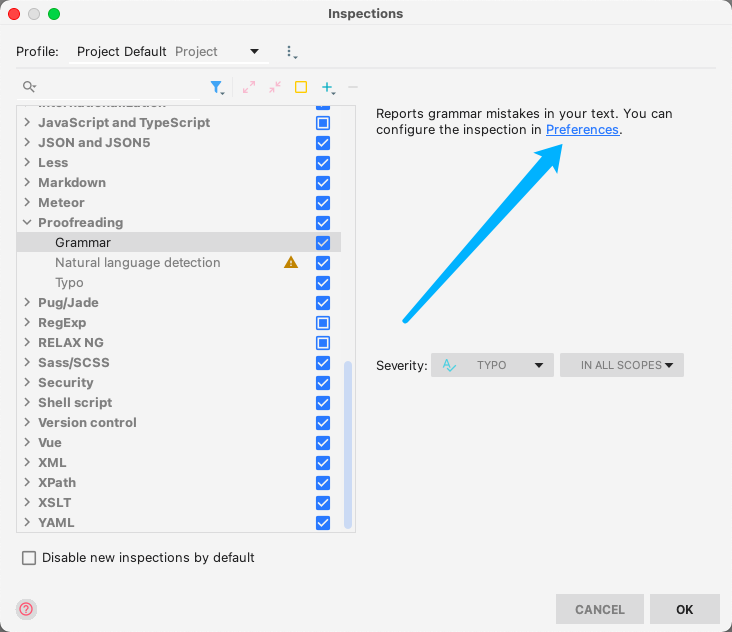 Inspections
Profile: Project Default Project
Internationalization
JavaScript and TypeScript
JSON and JSON5
Less
Markdown
Meteor
Proofreading
Grammar
Natural language detection
Typo
Pug/Jade
RegExp
RELAX NG
Sass/SCSS
Security
Shell script
Version control
Vue
XML
XPath
XSLT
YAML
Reports grammar mistakes in your text. You can
configure the inspection in Preferences.
Severity: TYPO IN ALL SCOPES
Disable new inspections by default
CANCEL OK